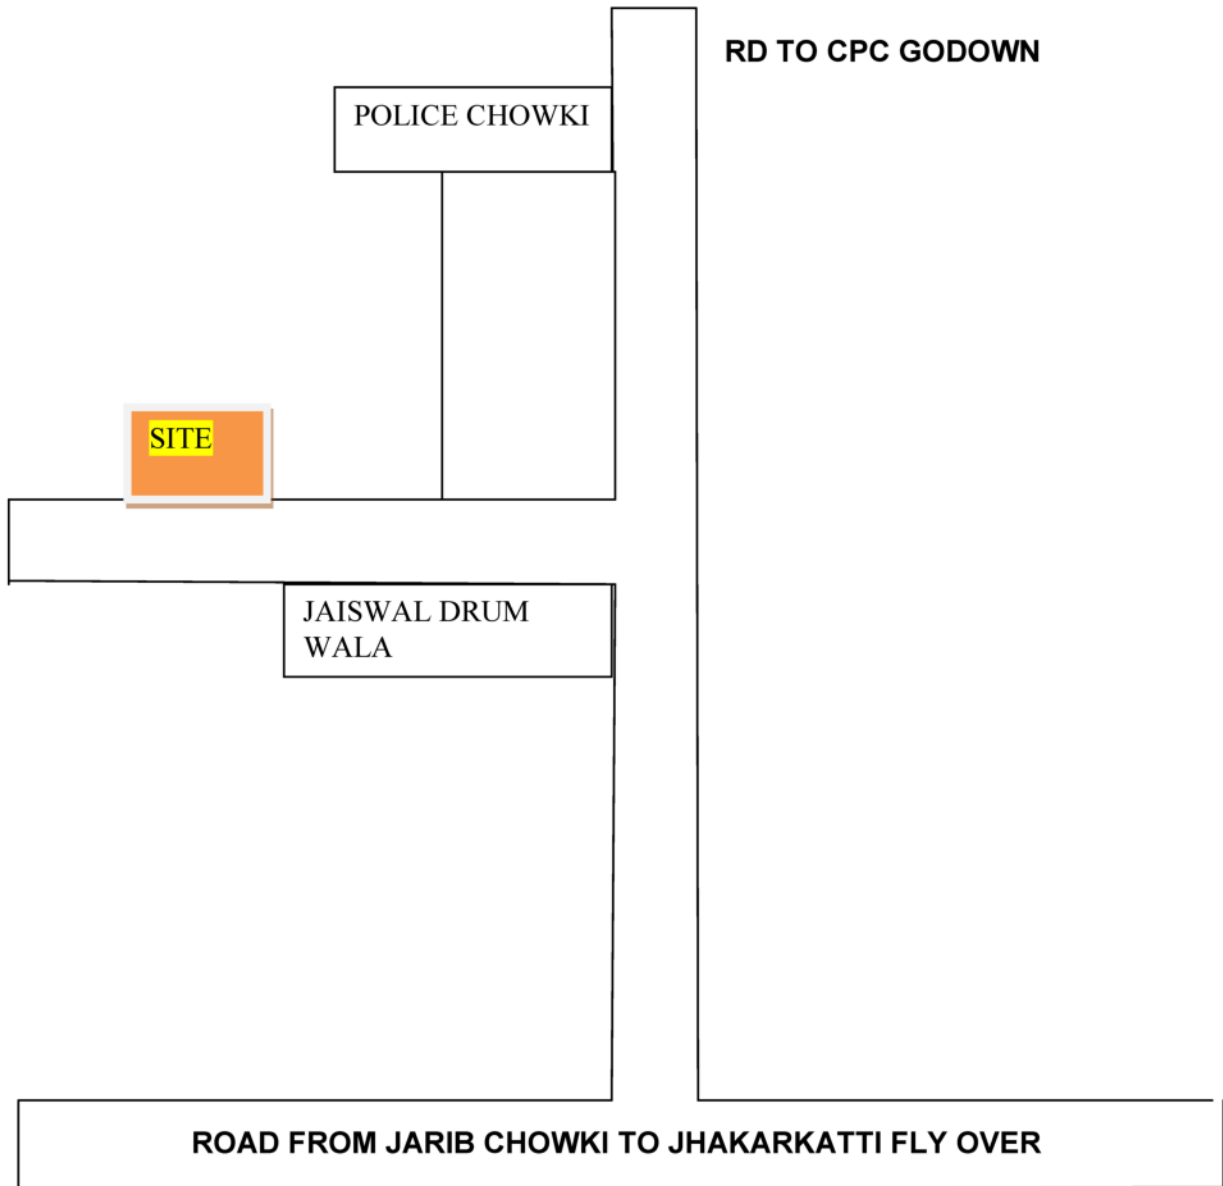 RD TO CPC GODOWN
POLICE CHOWKI
SITE
JAISWAL DRUM
WALA
ROAD FROM JARIB CHOWKI TO JHAKARKATTI FLY OVER